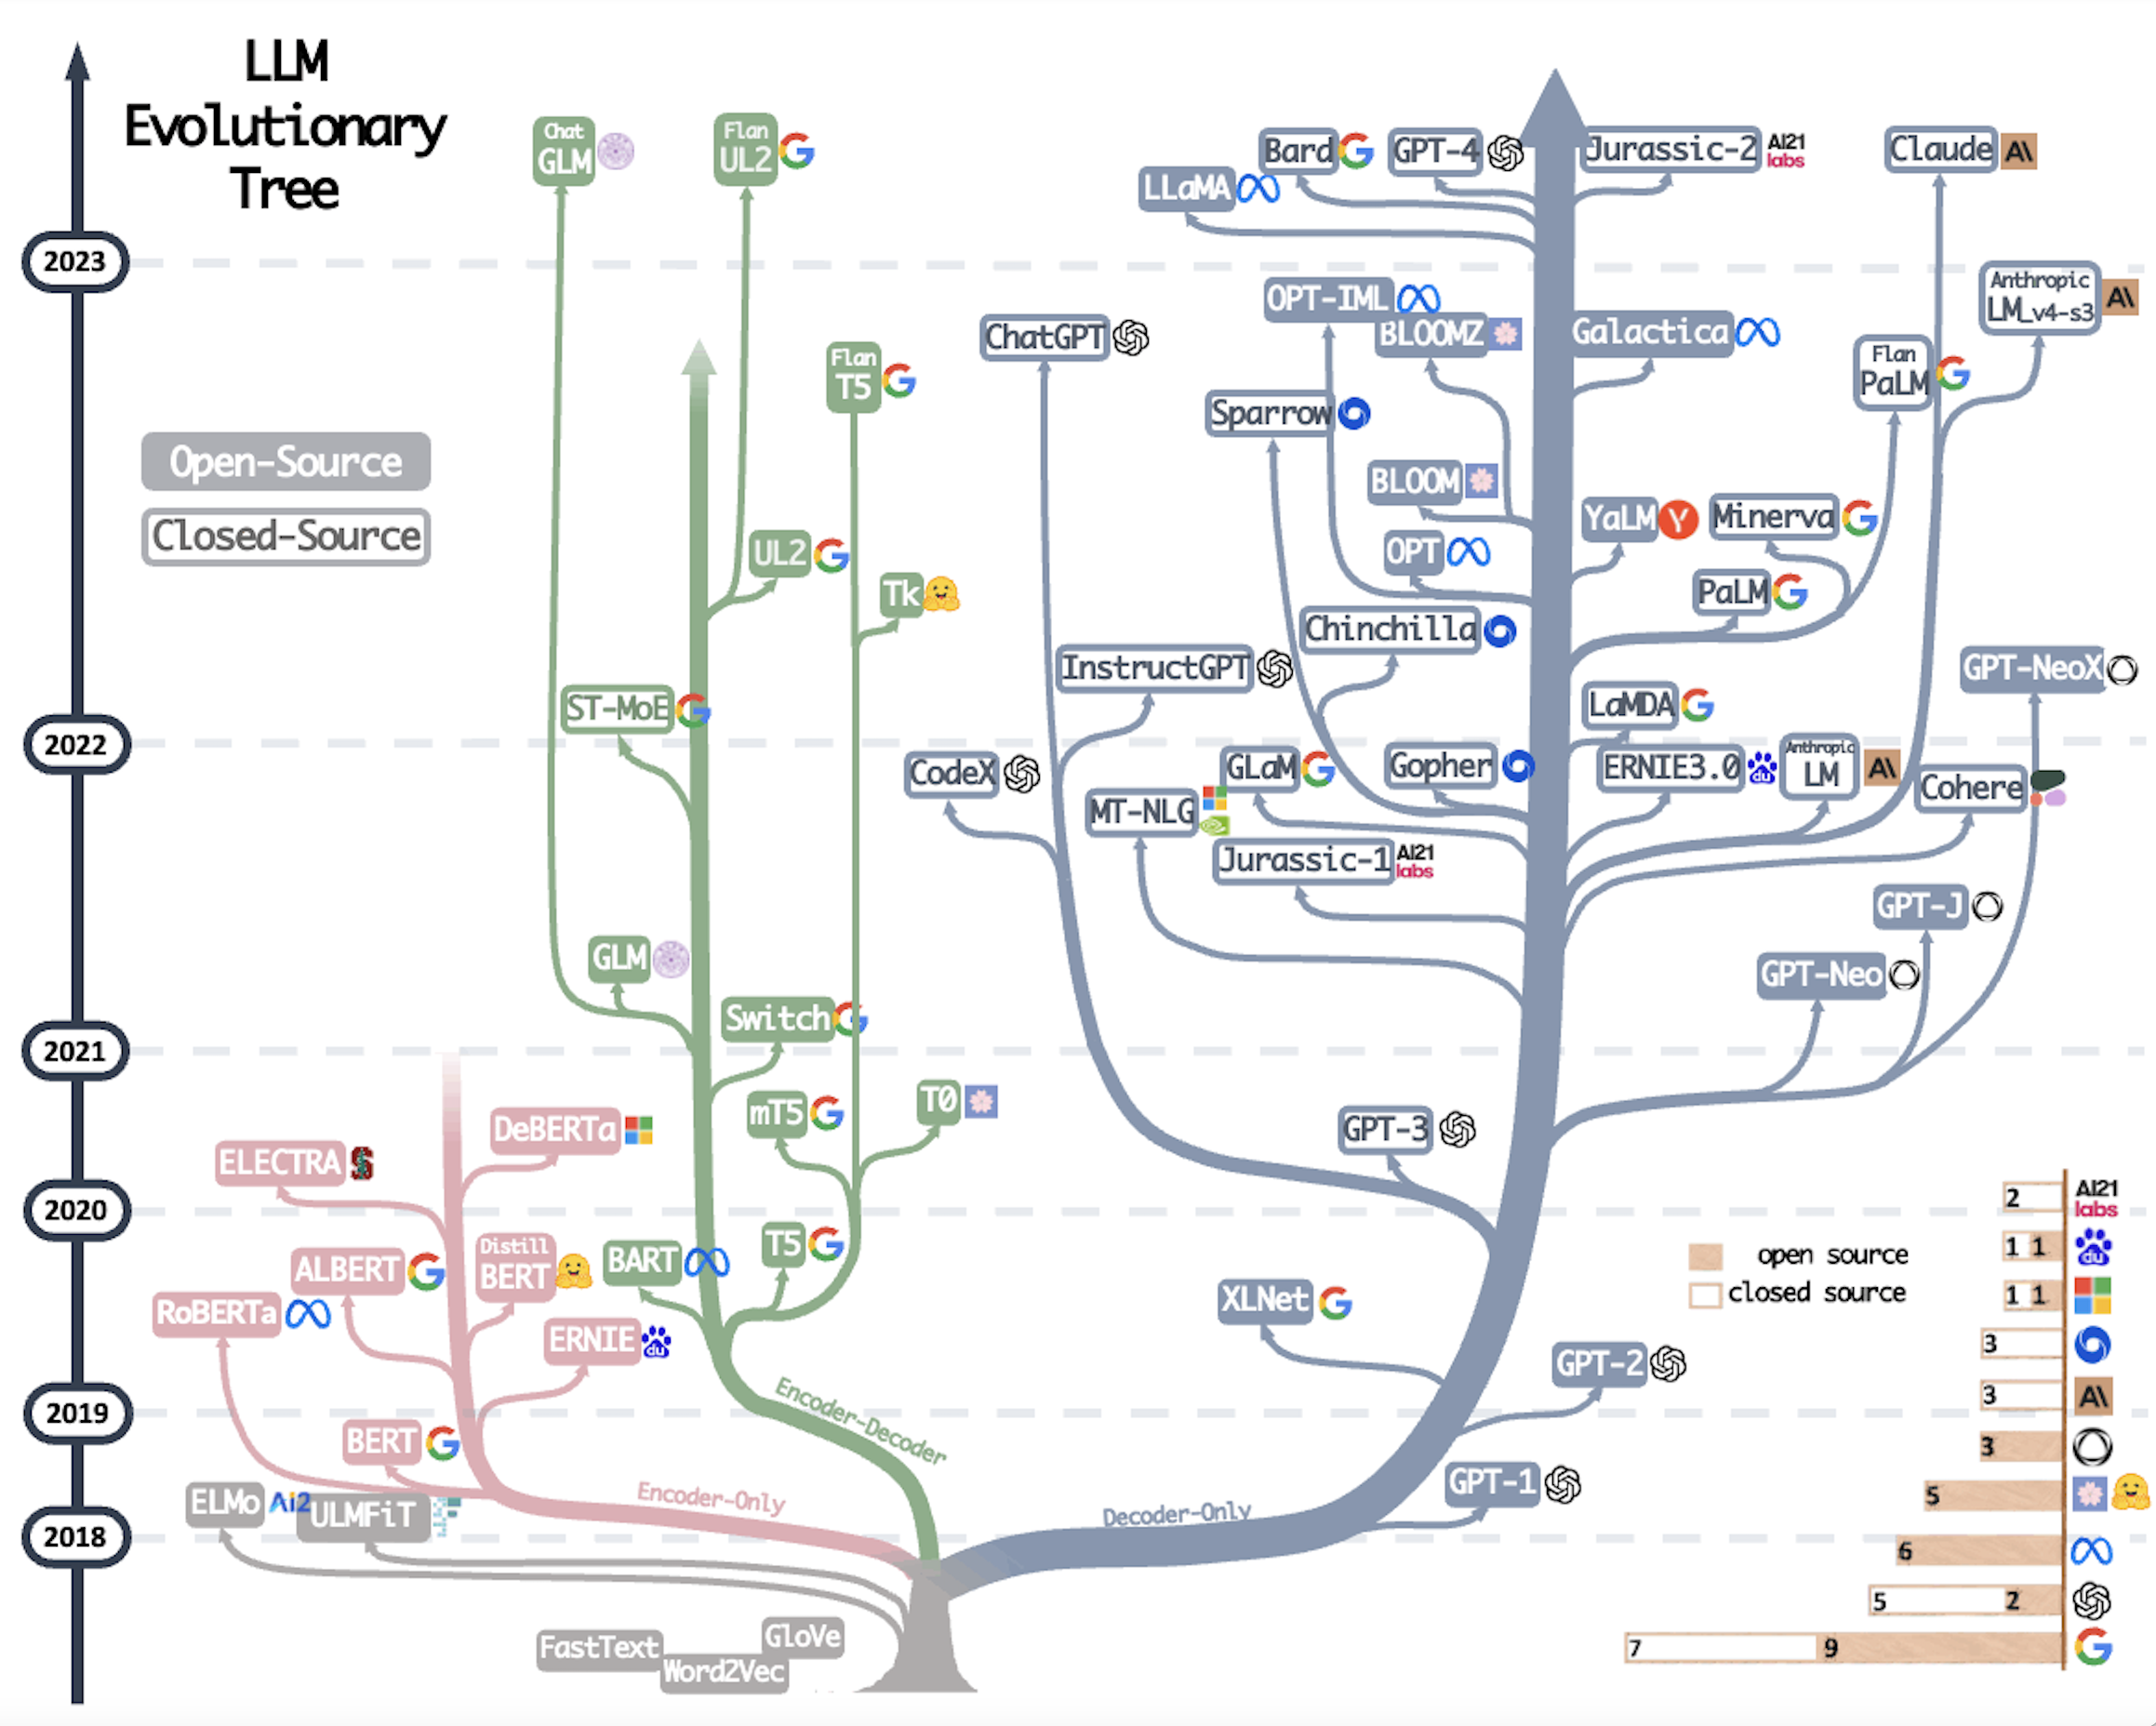 LLM
Evolutionary
Tree
Open-Source
Closed-Source
2023
2022
2021
2020
2019
2018
Chat
GLM
Flan
UL2
Flan
T5
UL2
Tk
ST-MoE
GLM
Switch
mT5
T0
T5
BART
Encoder-Decoder
DeBERTa
ELECTRA
Distill
BERT
ALBERT
RoBERTa
ERNIE
BERT
Encoder-Only
ELMo
Ai2
ULMFiT
FastText
Word2Vec
GloVe
Bard
GPT-4
Jurassic-2
AI21
labs
Claude
A\
LLaMA
OPT-IML
BLOOMZ
Galactica
Anthropic
LM_v4-s3
A\
ChatGPT
Flan
PaLM
Sparrow
BLOOM
YaLM
Y
Minerva
OPT
PaLM
Chinchilla
InstructGPT
GPT-NeoX
LaMDA
CodeX
GLaM
Gopher
ERNIE3.0
du
Anthropic
LM
A\
Cohere
MT-NLG
Jurassic-1
AI21
labs
GPT-J
GPT-Neo
GPT-3
XLNet
GPT-2
GPT-1
Decoder-Only
open source
closed source
2
AI21
labs
1 1
du
1 1
3
3
A\
3
5
6
5 2
7 9